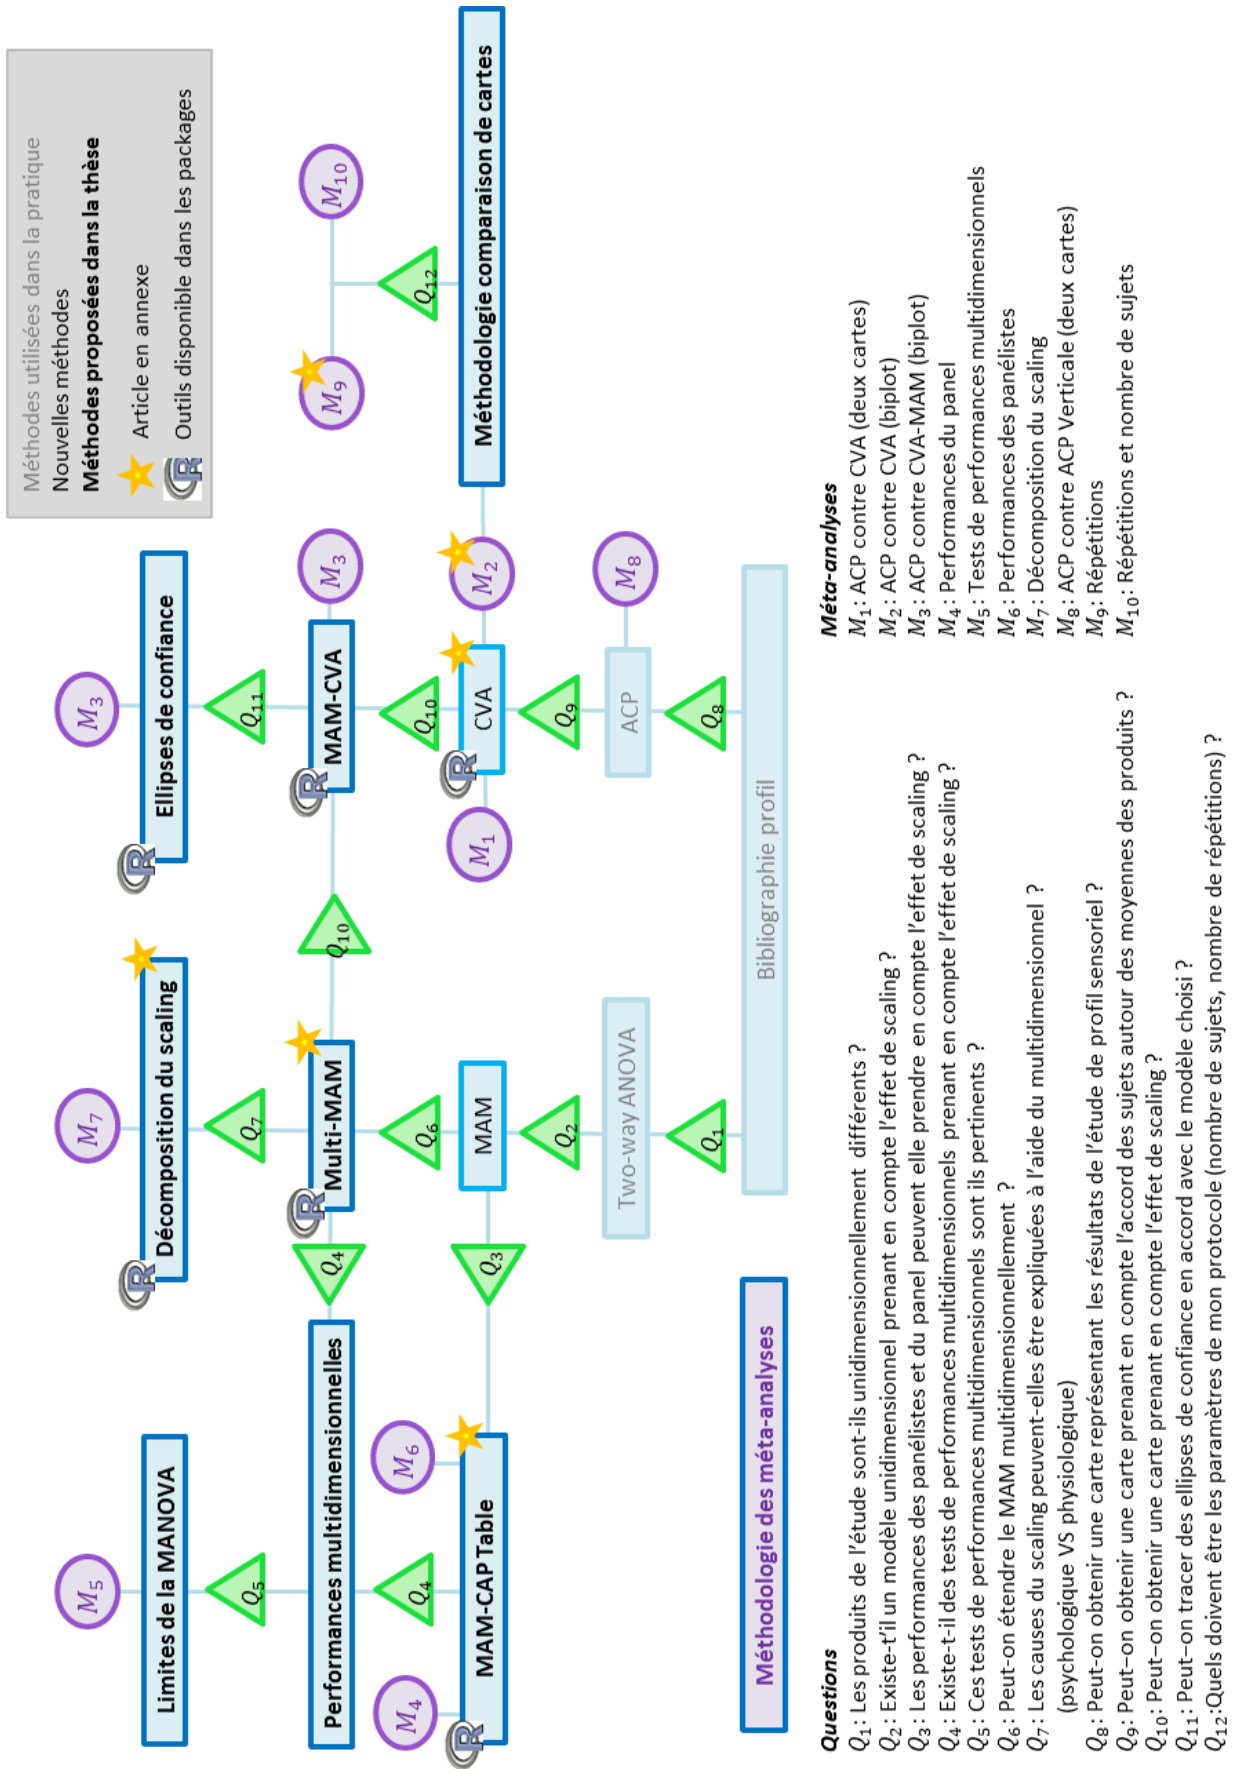 Méthodes utilisées dans la pratique
Nouvelles méthodes
Méthodes proposées dans la thèse
Article en annexe
R
Outils disponible dans les packages
M5
M7
M3
Limites de la MANOVA
R
Décomposition du scaling
R
Ellipses de confiance
Q5
Q7
Q11
Performances multidimensionnelles
Q4
R
Multi-MAM
Q10
R
MAM-CVA
M3
M9
M10
M4
Q4
M6
Q6
Q10
Q12
R
MAM-CAP Table
Q3
MAM
M1
R
CVA
M2
Méthodologie comparaison de cartes
Q2
Q9
Two-way ANOVA
ACP
M8
Q1
Q8
Méthodologie des méta-analyses
Bibliographie profil
Questions
Q1: Les produits de l'étude sont-ils unidimensionnellement différents ?
Q2: Existe-t'il un modèle unidimensionnel prenant en compte l'effet de scaling ?
Q3: Les performances des panélistes et du panel peuvent elle prendre en compte l'effet de scaling ?
Q4: Existe-t-il des tests de performances multidimensionnels prenant en compte l'effet de scaling ?
Q5: Ces tests de performances multidimensionnels sont ils pertinents ?
Q6: Peut-on étendre le MAM multidimensionnellement ?
Q7: Les causes du scaling peuvent-elles être expliquées à l'aide du multidimensionnel ?
(psychologique VS physiologique)
Q8: Peut-on obtenir une carte représentant les résultats de l'étude de profil sensoriel ?
Q9: Peut–on obtenir une carte prenant en compte l'accord des sujets autour des moyennes des produits ?
Q10: Peut–on obtenir une carte prenant en compte l'effet de scaling ?
Q11: Peut–on tracer des ellipses de confiance en accord avec le modèle choisi ?
Q12:Quels doivent être les paramètres de mon protocole (nombre de sujets, nombre de répétitions) ?
Méta-analyses
M1: ACP contre CVA (deux cartes)
M2: ACP contre CVA (biplot)
M3: ACP contre CVA-MAM (biplot)
M4: Performances du panel
M5: Tests de performances multidimensionnels
M6: Performances des panélistes
M7: Décomposition du scaling
M8: ACP contre ACP Verticale (deux cartes)
M9: Répétitions
M10: Répétitions et nombre de sujets